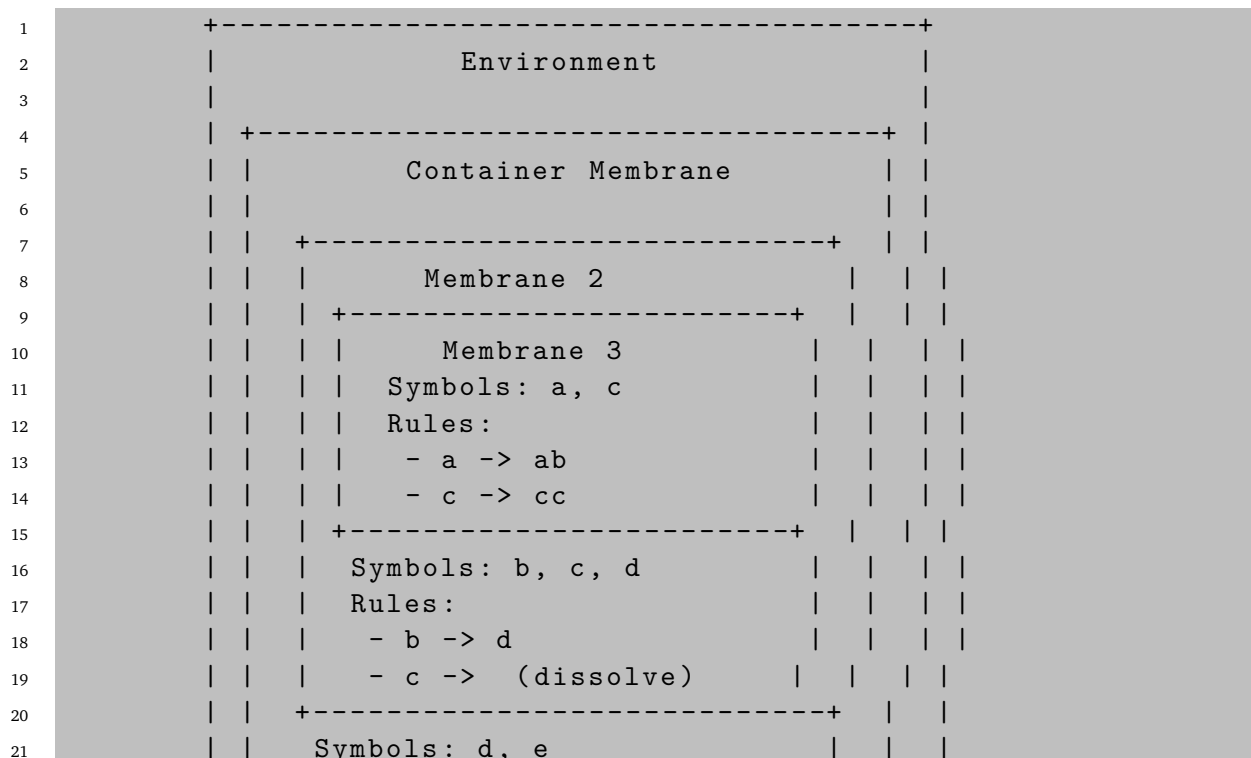 1 +--------------------------------------+
2 |             Environment              |
3 |                                      |
4 | +----------------------------------+ |
5 | |        Container Membrane        | |
6 | |                                  | |
7 | |  +----------------------------+  | |
8 | |  |      Membrane 2             |  | |
9 | |  | +------------------------+  |  | |
10 | |  | |     Membrane 3          |  |  | |
11 | |  | |  Symbols: a, c          |  |  | |
12 | |  | |  Rules:                 |  |  | |
13 | |  | |   - a -> ab             |  |  | |
14 | |  | |   - c -> cc             |  |  | |
15 | |  | +------------------------+  |  | |
16 | |  |  Symbols: b, c, d         |  |  | |
17 | |  |  Rules:                   |  |  | |
18 | |  |   - b -> d                |  |  | |
19 | |  |   - c ->  (dissolve)     |  |  | |
20 | |  +----------------------------+  |  |
21 | |   Symbols: d, e               |  |  |